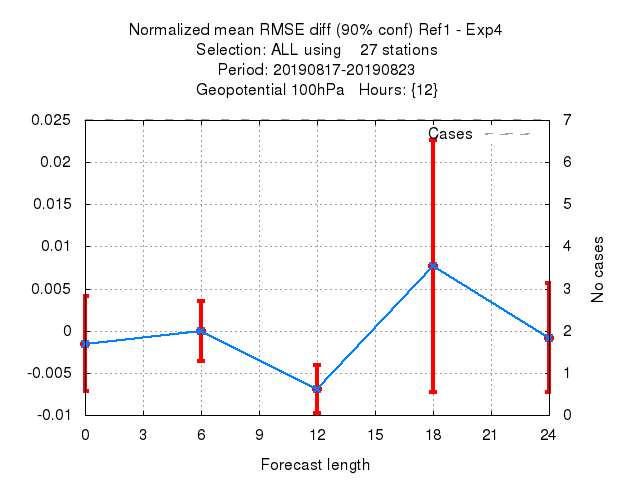 Normalized mean RMSE diff (90% conf) Ref1 - Exp4
Selection: ALL using    27 stations
Period: 20190817-20190823
Geopotential 100hPa   Hours: {12}
Cases
0.025
0.02
0.015
0.01
0.005
0
-0.005
-0.01
7
6
5
4
3
2
1
0
No cases
0 3 6 9 12 15 18 21 24
Forecast length